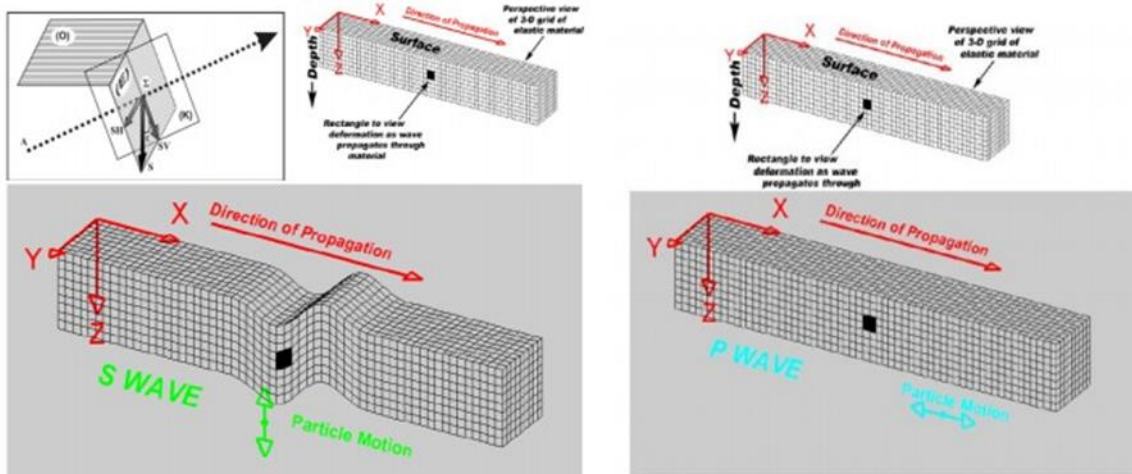 (O)
Σ
(K)
SH
SV
S
A
X
Y
Z
Depth
Surface
Direction of Propagation
Perspective view
of 3-D grid of
elastic material
Rectangle to view
deformation as wave
propagates through
material
X
Y
Z
Depth
Surface
Direction of Propagation
Perspective view
of 3-D grid of
elastic material
Rectangle to view
deformation as wave
propagates through
X
Y
Z
Direction of Propagation
S WAVE
Particle Motion
X
Y
Z
Direction of Propagation
P WAVE
Particle Motion